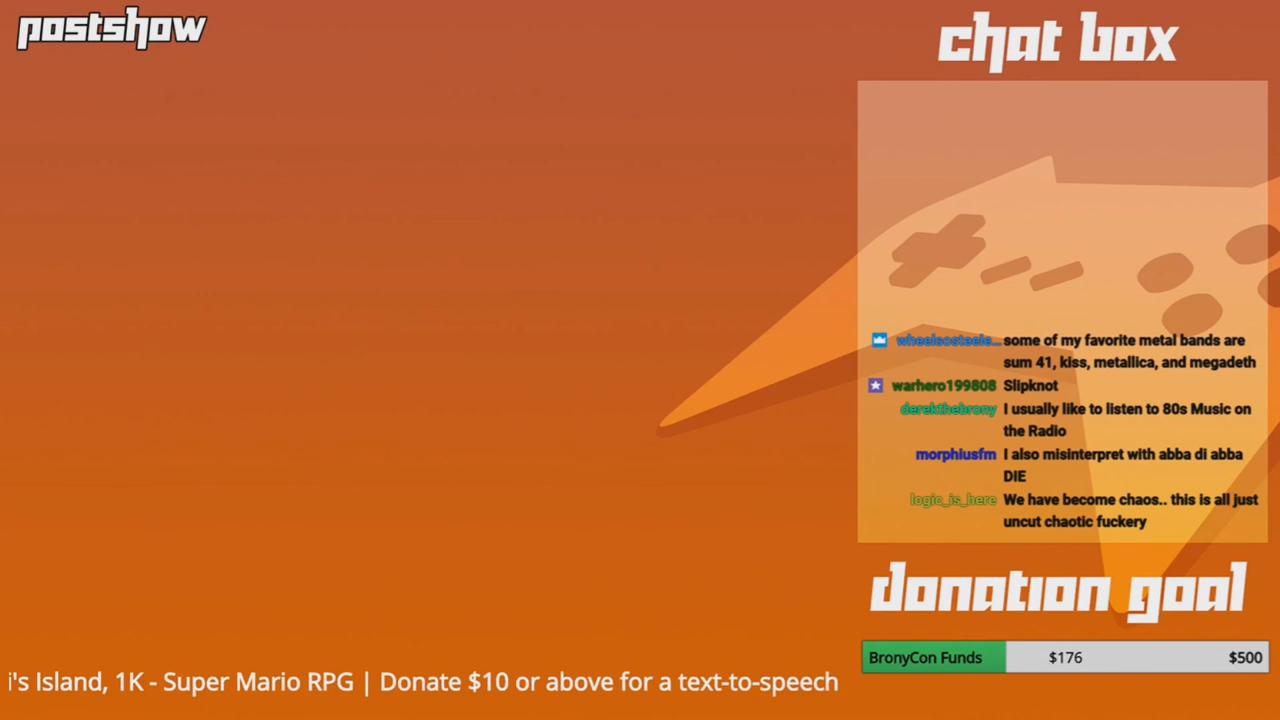 postshow
chat box
wheelsosteele... some of my favorite metal bands are
sum 41, kiss, metallica, and megadeth
warhero199808 Slipknot
derekthebrony I usually like to listen to 80s Music on
the Radio
morphiusfm I also misinterpret with abba di abba
DIE
logic_is_here We have become chaos.. this is all just
uncut chaotic fuckery
donation goal
BronyCon Funds $176 $500
i's Island, 1K - Super Mario RPG | Donate $10 or above for a text-to-speech